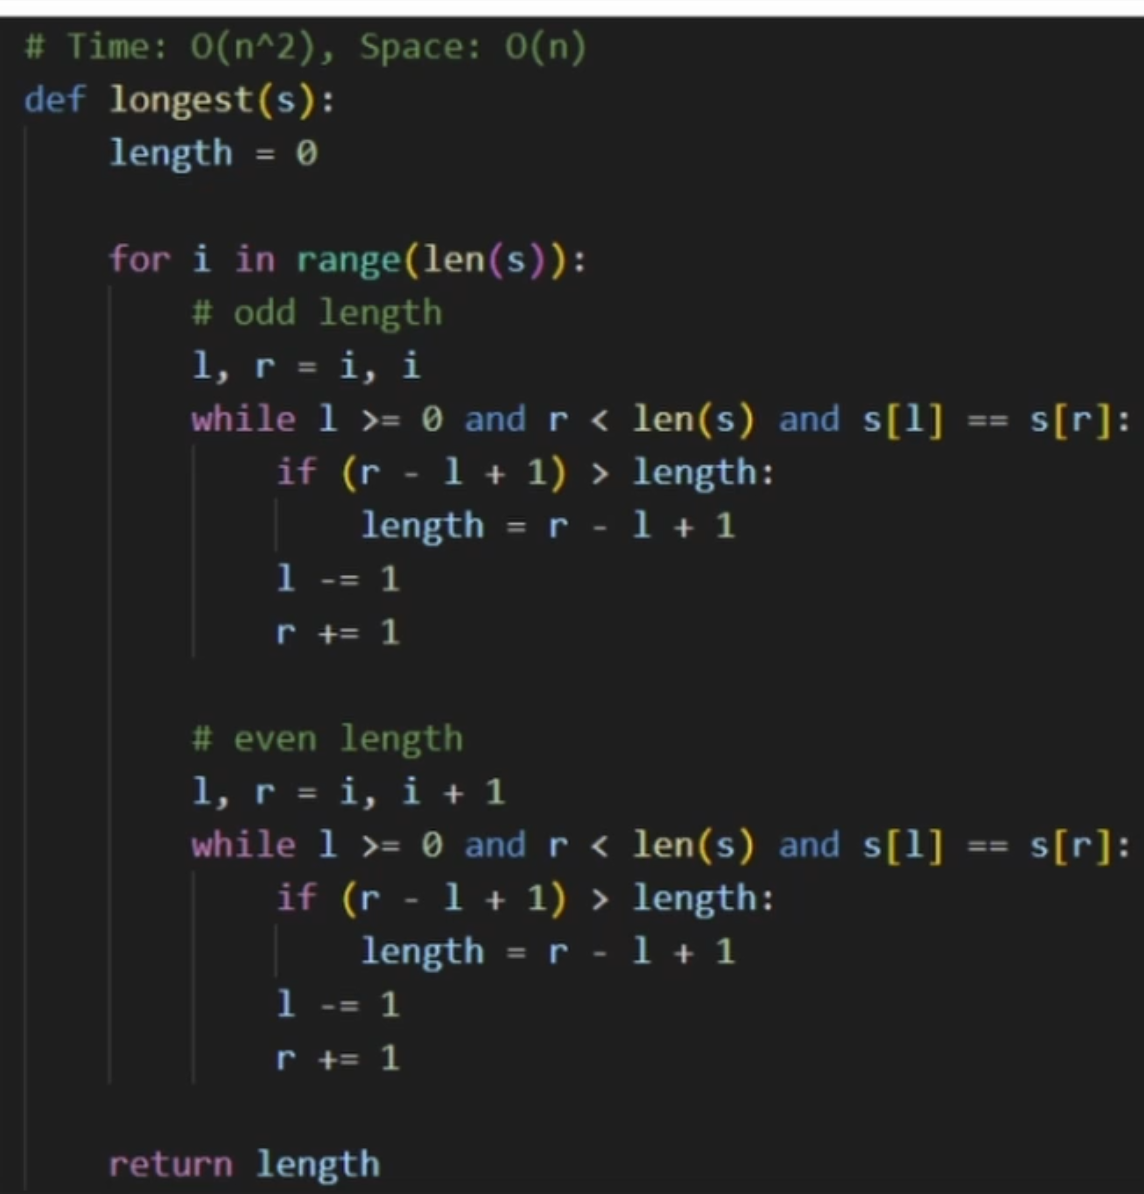 # Time: O(n^2), Space: O(n)
def longest(s):
    length = 0

    for i in range(len(s)):
        # odd length
        l, r = i, i
        while l >= 0 and r < len(s) and s[l] == s[r]:
            if (r - l + 1) > length:
                length = r - l + 1
            l -= 1
            r += 1

        # even length
        l, r = i, i + 1
        while l >= 0 and r < len(s) and s[l] == s[r]:
            if (r - l + 1) > length:
                length = r - l + 1
            l -= 1
            r += 1

    return length